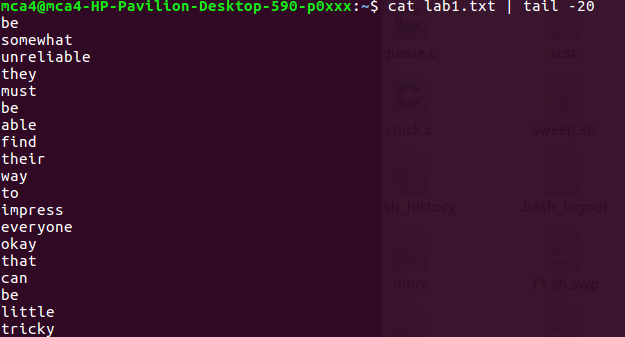 mca4@mca4-HP-Pavilion-Desktop-590-p0xxx:~$ cat lab1.txt | tail -20
be
somewhat
unreliable
they
must
be
able
find
their
way
to
impress
everyone
okay
that
can
be
little
tricky
queue.c
scsc
stack.c
sweep.sh
sh_history
.bash_logout
dmrc
.f1.sh.swp